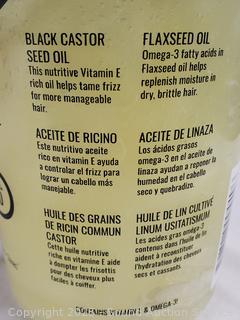 BLACK CASTOR
SEED OIL
This nutritive Vitamin E
rich oil helps tame frizz
for more manageable
hair.
FLAXSEED OIL
Omega-3 fatty acids in
Flaxseed oil helps
replenish moisture in
dry, brittle hair.
ACEITE DE RICINO
Este nutritivo aceite
rico en vitamin E ayuda
a controlar el frizz para
lograr un cabello más
manejable.
ACEITE DE LINAZA
Los ácidos grasos
omega-3 en el aceite de
linaza ayudan a reponer la
humedad en el cabello
seco y quebradizo.
HUILE DES GRAINS
DE RICIN COMMUN
CASTOR
Cette huile nutritive
riche en vitamine E aide
à dompter les frisottis
pour des cheveux plus
faciles à coiffer.
HUILE DE LIN CULTIVÉ
LINUM USITATISMUM
Les acides gras oméga-3
contenus dans l'huile de lin
aident à reconstituer
l'hydratation des cheveux
secs et cassants.
CONTAINS VITAMIN E & OMEGA-3!